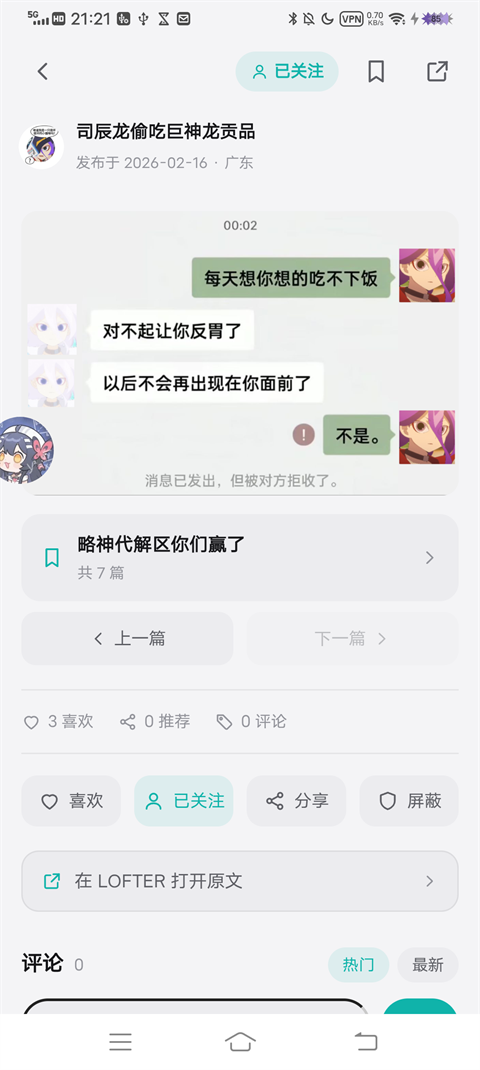 5G HD 21:21 VPN 0.70 KB/s 85
已关注
司辰龙偷吃巨神龙贡品
发布于 2026-02-16 · 广东
00:02
每天想你想的吃不下饭
对不起让你反胃了
以后不会再出现在你面前了
! 不是。
消息已发出，但被对方拒收了。
略神代解区你们赢了
共 7 篇
上一篇 下一篇
3 喜欢 0 推荐 0 评论
喜欢 已关注 分享 屏蔽
在 LOFTER 打开原文
评论 0 热门 最新